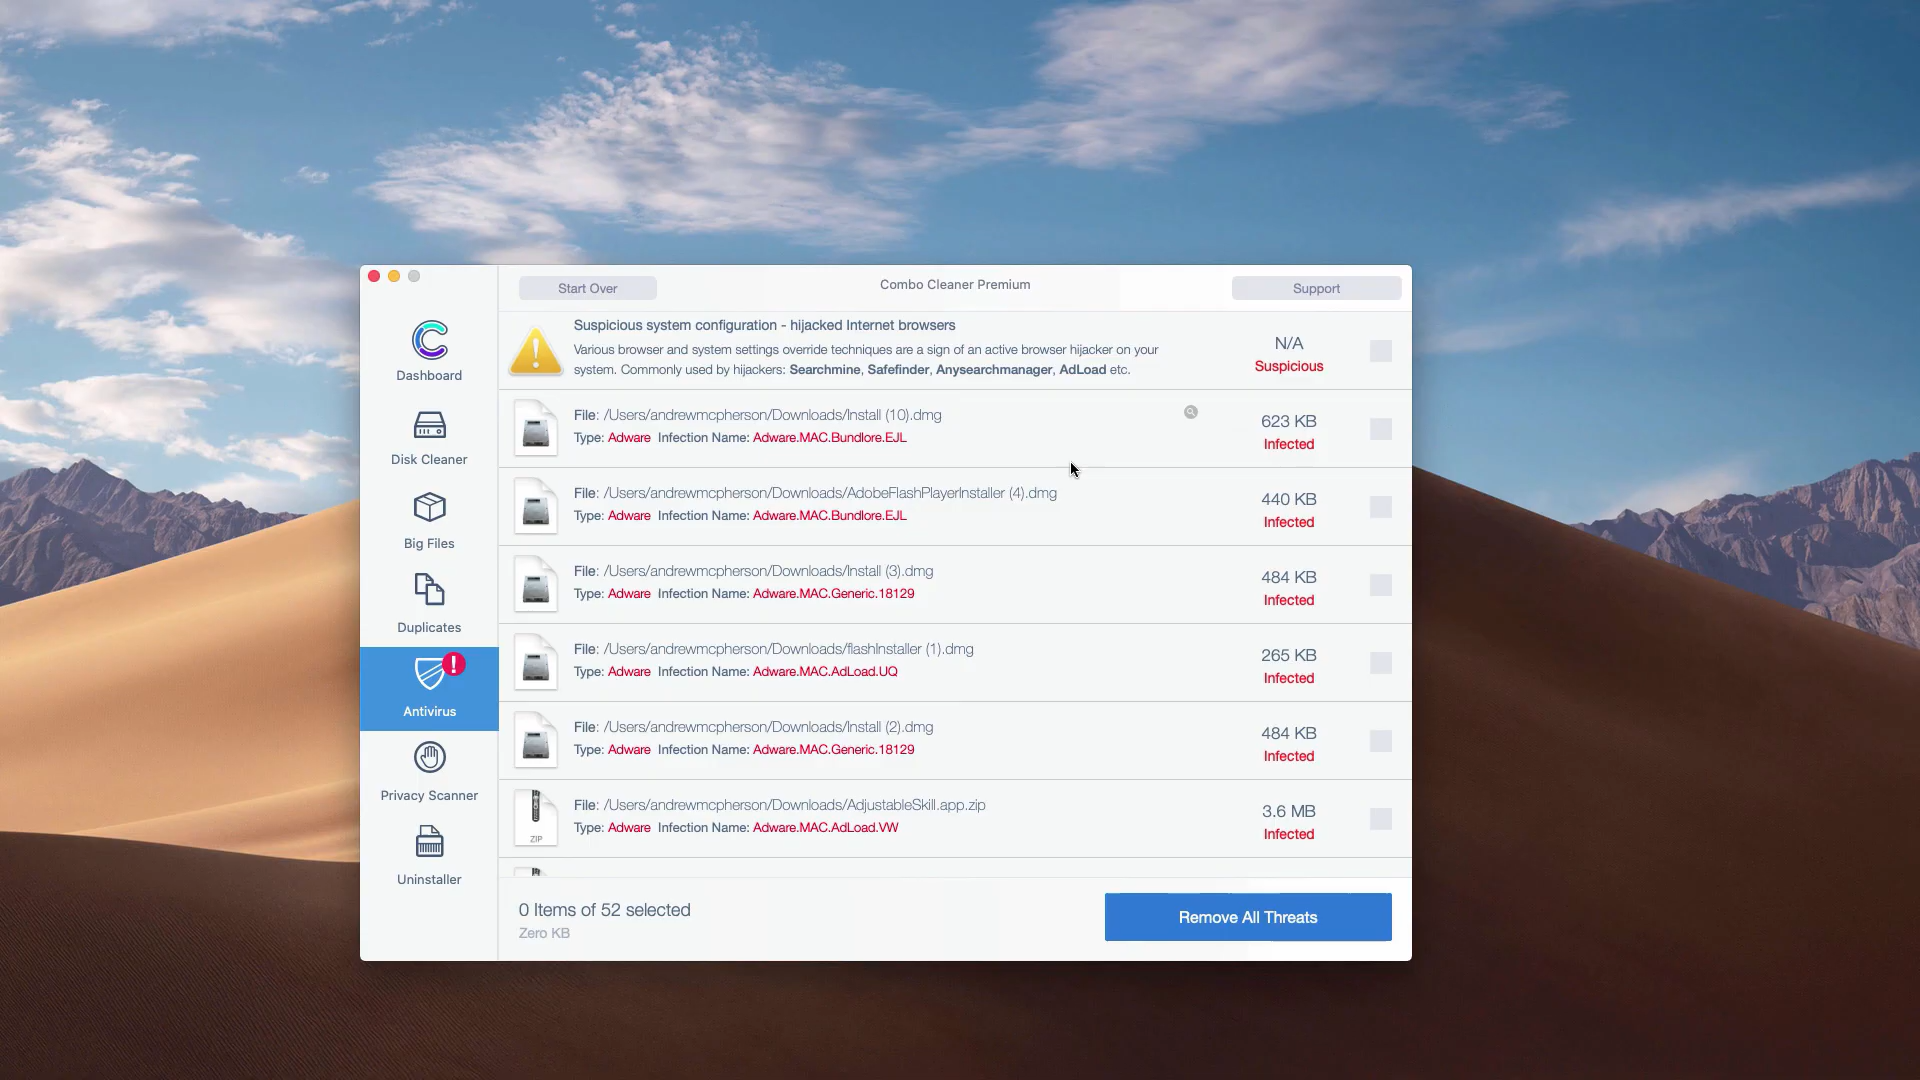 Start Over
Combo Cleaner Premium
Support
Dashboard
Disk Cleaner
Big Files
Duplicates
Antivirus
Privacy Scanner
Uninstaller
Suspicious system configuration - hijacked Internet browsers
Various browser and system settings override techniques are a sign of an active browser hijacker on your
system. Commonly used by hijackers: Searchmine, Safefinder, Anysearchmanager, AdLoad etc.
N/A
Suspicious
File: /Users/andrewmcpherson/Downloads/Install (10).dmg
Type: Adware Infection Name: Adware.MAC.Bundlore.EJL
623 KB
Infected
File: /Users/andrewmcpherson/Downloads/AdobeFlashPlayerInstaller (4).dmg
Type: Adware Infection Name: Adware.MAC.Bundlore.EJL
440 KB
Infected
File: /Users/andrewmcpherson/Downloads/Install (3).dmg
Type: Adware Infection Name: Adware.MAC.Generic.18129
484 KB
Infected
File: /Users/andrewmcpherson/Downloads/flashInstaller (1).dmg
Type: Adware Infection Name: Adware.MAC.AdLoad.UQ
265 KB
Infected
File: /Users/andrewmcpherson/Downloads/Install (2).dmg
Type: Adware Infection Name: Adware.MAC.Generic.18129
484 KB
Infected
ZIP
File: /Users/andrewmcpherson/Downloads/AdjustableSkill.app.zip
Type: Adware Infection Name: Adware.MAC.AdLoad.VW
3.6 MB
Infected
0 Items of 52 selected
Zero KB
Remove All Threats